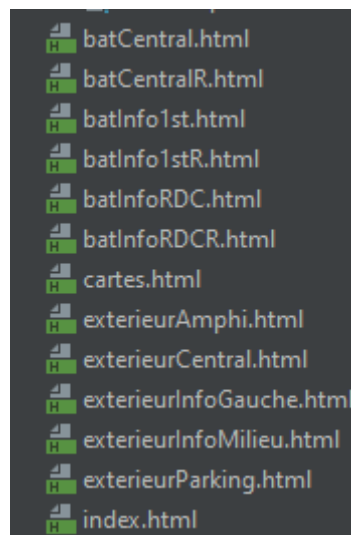 batCentral.html
batCentralR.html
batInfo1st.html
batInfo1stR.html
batInfoRDC.html
batInfoRDCR.html
cartes.html
exterieurAmphi.html
exterieurCentral.html
exterieurInfoGauche.html
exterieurInfoMilieu.html
exterieurParking.html
index.html